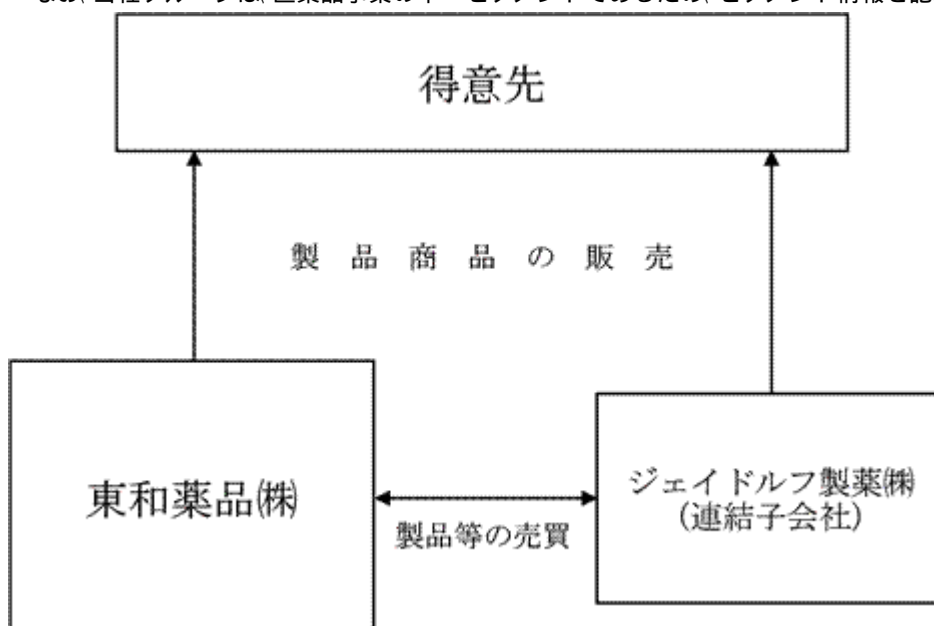 得意先
製品商品の販売
東和薬品㈱
ジェイドルフ製薬㈱
(連結子会社)
製品等の売買